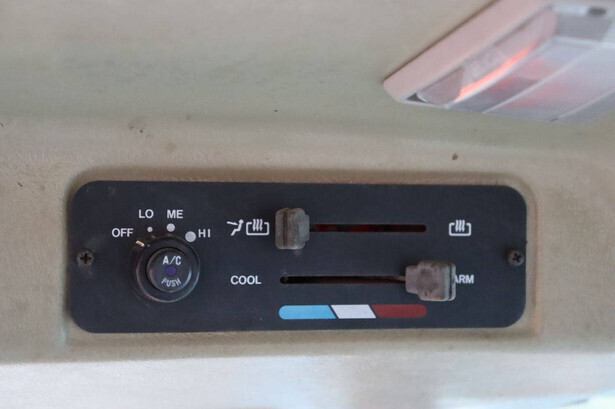 LO ME
OFF HI
A/C
PUSH
COOL ARM